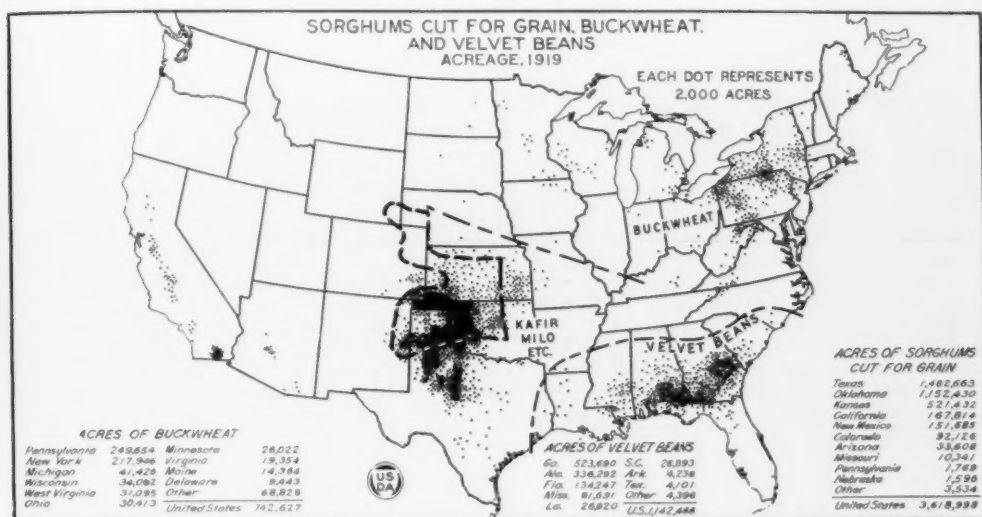 SORGHUMS CUT FOR GRAIN, BUCKWHEAT,
AND VELVET BEANS
ACREAGE, 1919
EACH DOT REPRESENTS
2,000 ACRES
BUCKWHEAT
KAFIR
MILO
ETC.
VELVET BEANS
ACRES OF BUCKWHEAT
Pennsylvania 249,654 Minnesota 26,022
New York 217,946 Virginia 19,354
Michigan 41,426 Maine 14,384
Wisconsin 34,082 Delaware 9,443
West Virginia 31,095 Other 68,828
Ohio 30,413 United States 742,627
US
DA
ACRES OF VELVET BEANS
Ga. 523,690 S.C. 26,893
Ala. 336,292 Ark. 4,236
Fla. 134,247 Tex. 4,101
Miss. 81,691 Other 4,396
La. 26,920 U.S. 1,142,466
ACRES OF SORGHUMS
CUT FOR GRAIN
Texas 1,482,663
Oklahoma 1,152,430
Kansas 521,432
California 167,814
New Mexico 151,685
Colorado 92,126
Arizona 33,608
Missouri 10,341
Pennsylvania 1,769
Nebraska 1,596
Other 3,534
United States 3,618,998